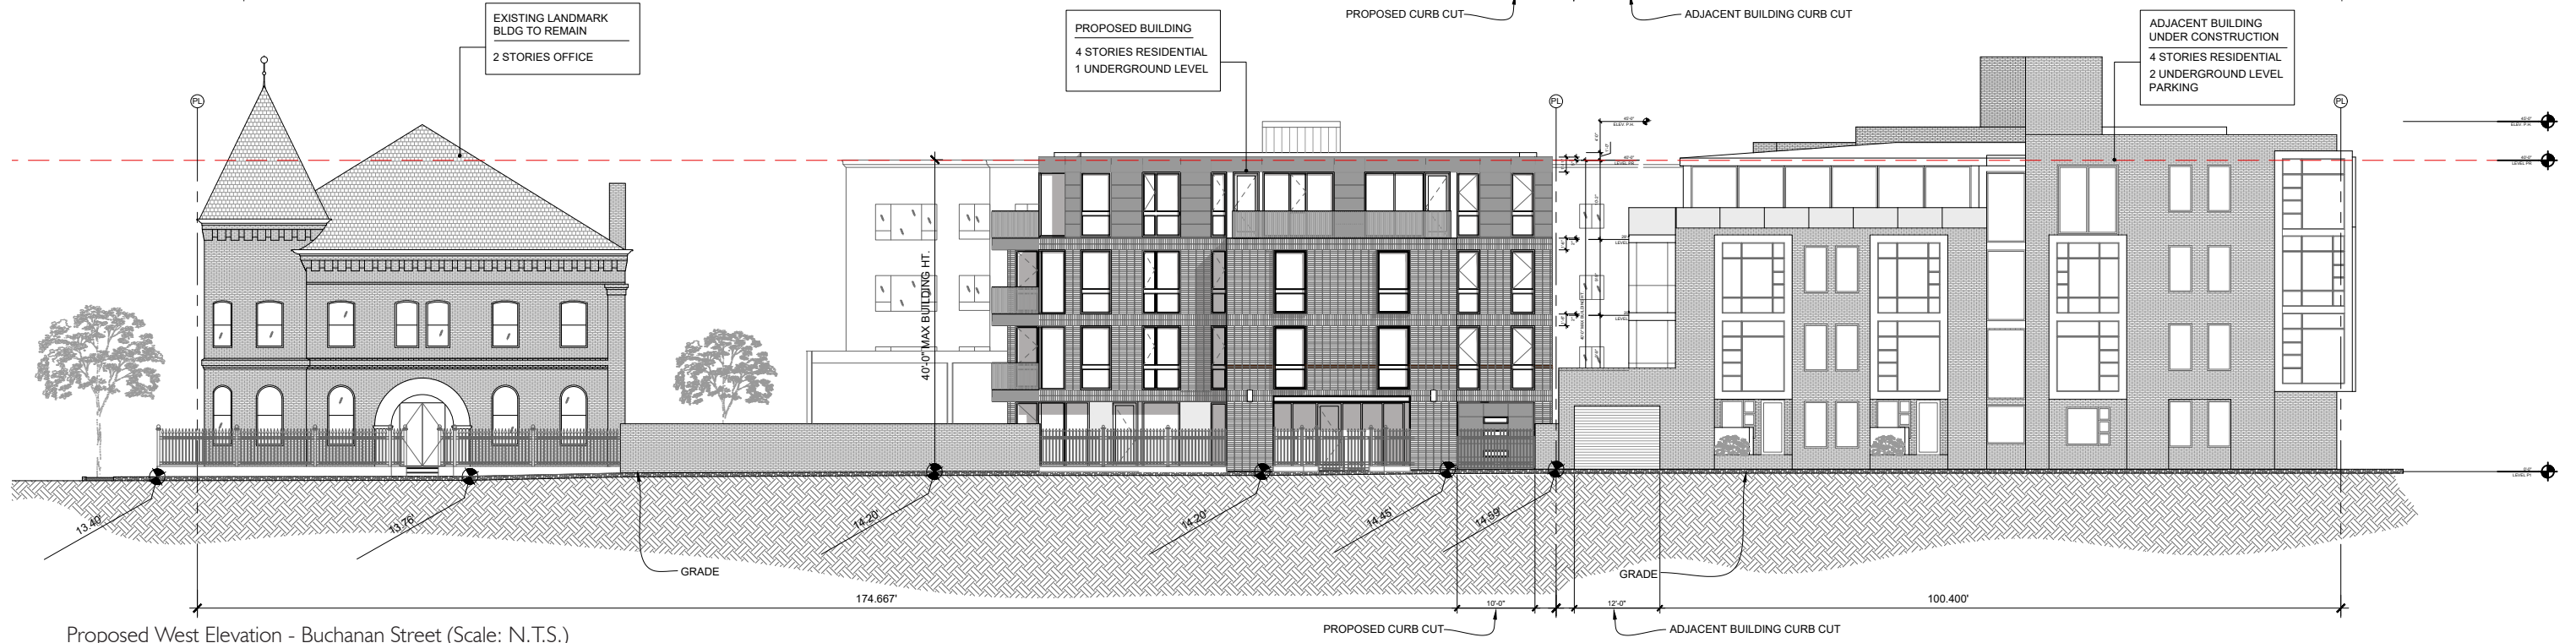 PROPOSED CURB CUT
ADJACENT BUILDING CURB CUT
EXISTING LANDMARK
BLDG TO REMAIN
2 STORIES OFFICE
PROPOSED BUILDING
4 STORIES RESIDENTIAL
1 UNDERGROUND LEVEL
ADJACENT BUILDING
UNDER CONSTRUCTION
4 STORIES RESIDENTIAL
2 UNDERGROUND LEVEL
PARKING
PL
PL
PL
40'-0" MAX BUILDING HT.
13.40'
13.76'
14.20'
14.20'
14.45'
14.59'
GRADE
GRADE
174.667'
10'-0"
12'-0"
100.400'
PROPOSED CURB CUT
ADJACENT BUILDING CURB CUT
Proposed West Elevation - Buchanan Street (Scale: N.T.S.)